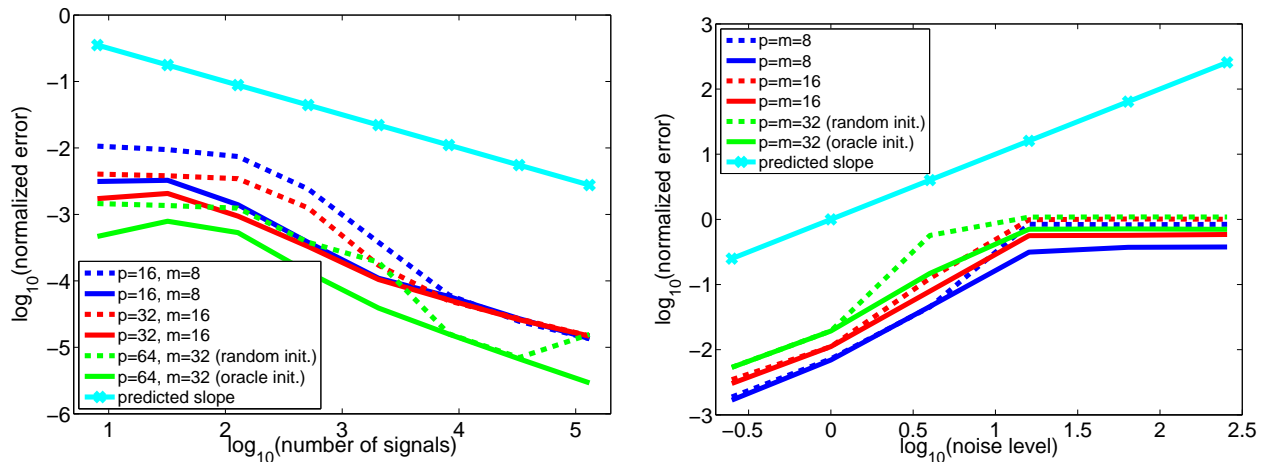 0
−1
−2
−3
−4
−5
−6
log10(normalized error)
p=16, m=8
p=16, m=8
p=32, m=16
p=32, m=16
p=64, m=32 (random init.)
p=64, m=32 (oracle init.)
predicted slope
1 2 3 4 5
log10(number of signals)
3
2
1
0
−1
−2
−3
log10(normalized error)
p=m=8
p=m=8
p=m=16
p=m=16
p=m=32 (random init.)
p=m=32 (oracle init.)
predicted slope
−0.5 0 0.5 1 1.5 2 2.5
log10(noise level)